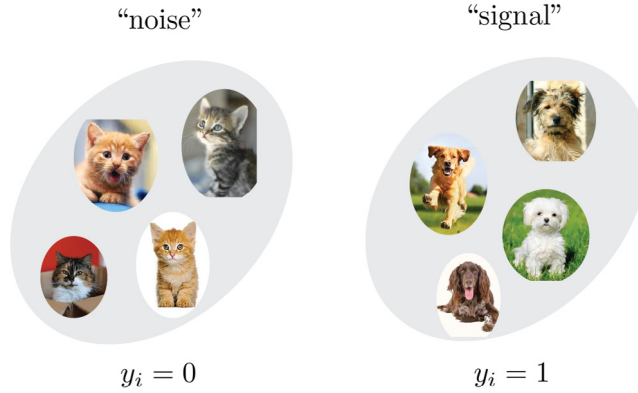 “noise”
“signal”
y_i = 0
y_i = 1